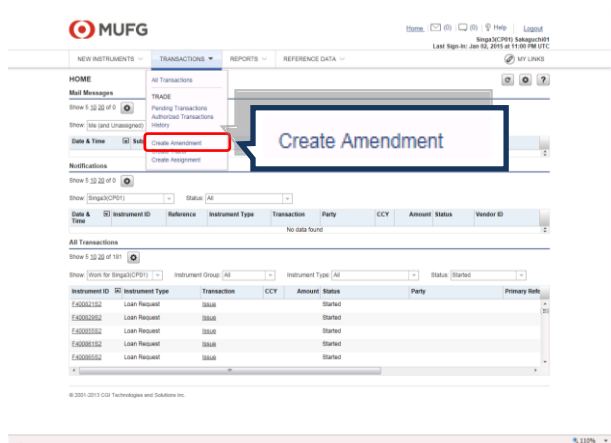 MUFG
Home (0) (0) Help Logout
Singa3(CP01) Sakaguchi01
Last Sign-In: Jan 02, 2015 at 11:00 PM UTC
NEW INSTRUMENTS TRANSACTIONS REPORTS REFERENCE DATA MY LINKS
HOME
All Transactions
Mail Messages
TRADE
Show 5 10 20 of 0
Pending Transactions
Authorized Transactions
Show: Me (and Unassigned)
History
Date & Time
Create Amendment
Create Amendment
Create Assignment
Notifications
Show 5 10 20 of 0
Show: Singa3(CP01) Status: All
Date & Time Instrument ID Reference Instrument Type Transaction Party CCY Amount Status Vendor ID
No data found
All Transactions
Show 5 10 20 of 181
Show: Work for Singa3(CP01) Instrument Group: All Instrument Type: All Status: Started
Instrument ID Instrument Type Transaction CCY Amount Status Party Primary Refe
F40082152 Loan Request Issue Started
F40082952 Loan Request Issue Started
F40085552 Loan Request Issue Started
F40086152 Loan Request Issue Started
F40086552 Loan Request Issue Started
© 2001-2013 CGI Technologies and Solutions Inc.
110%